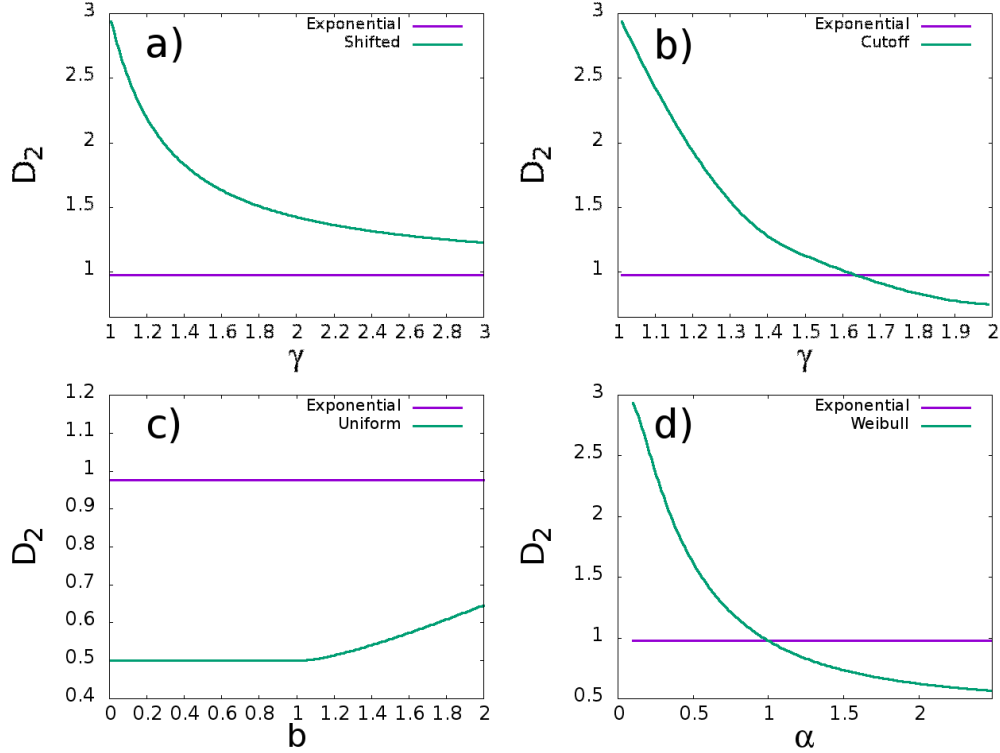 a)
Exponential
Shifted
3
2.5
2
1.5
1
D2
1 1.2 1.4 1.6 1.8 2 2.2 2.4 2.6 2.8 3
γ
b)
Exponential
Cutoff
3
2.5
2
1.5
1
D2
1 1.1 1.2 1.3 1.4 1.5 1.6 1.7 1.8 1.9 2
γ
c)
Exponential
Uniform
1.2
1.1
1
0.9
0.8
0.7
0.6
0.5
0.4
D2
0 0.2 0.4 0.6 0.8 1 1.2 1.4 1.6 1.8 2
b
d)
Exponential
Weibull
3
2.5
2
1.5
1
0.5
D2
0 0.5 1 1.5 2
α